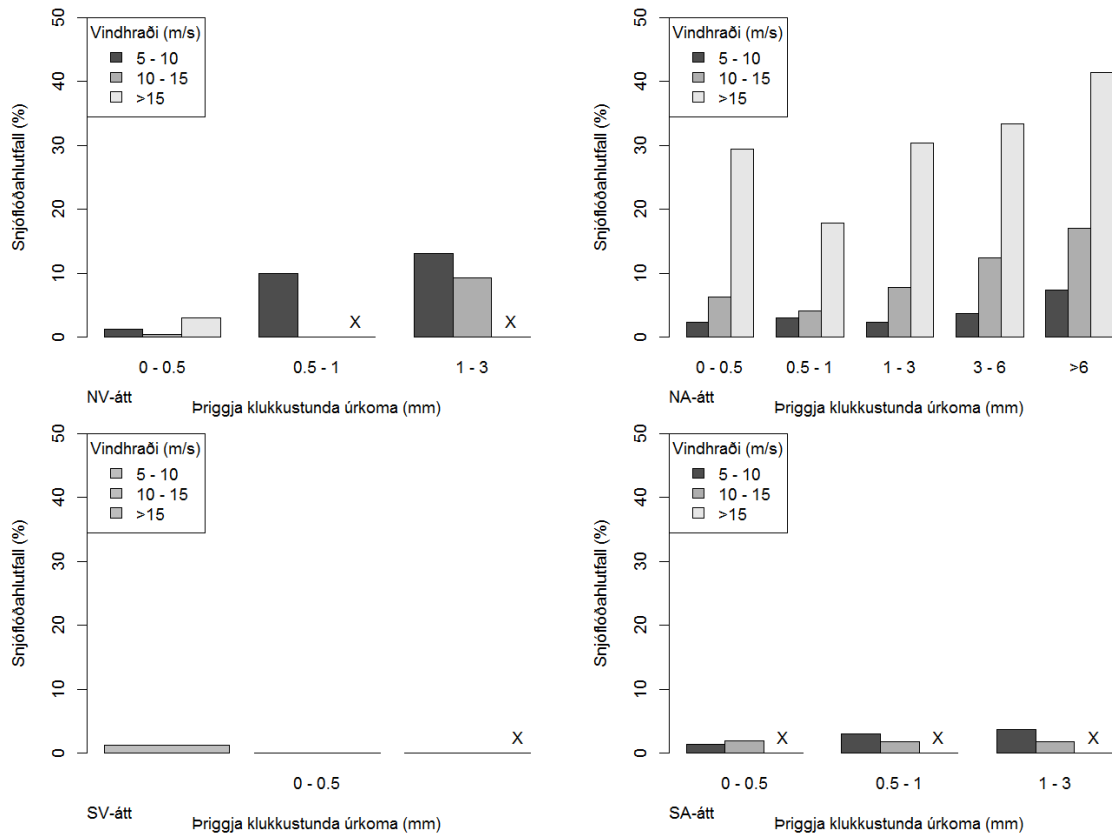 Snjóflóðahlutfall (%)
50
40
30
20
10
0
Vindhraði (m/s)
5 - 10
10 - 15
>15
X
X
0 - 0.5
0.5 - 1
1 - 3
NV-átt
Þriggja klukkustunda úrkoma (mm)
Snjóflóðahlutfall (%)
50
40
30
20
10
0
Vindhraði (m/s)
5 - 10
10 - 15
>15
0 - 0.5
0.5 - 1
1 - 3
3 - 6
>6
NA-átt
Þriggja klukkustunda úrkoma (mm)
Snjóflóðahlutfall (%)
50
40
30
20
10
0
Vindhraði (m/s)
5 - 10
10 - 15
>15
X
0 - 0.5
SV-átt
Þriggja klukkustunda úrkoma (mm)
Snjóflóðahlutfall (%)
50
40
30
20
10
0
Vindhraði (m/s)
5 - 10
10 - 15
>15
X
X
X
0 - 0.5
0.5 - 1
1 - 3
SA-átt
Þriggja klukkustunda úrkoma (mm)